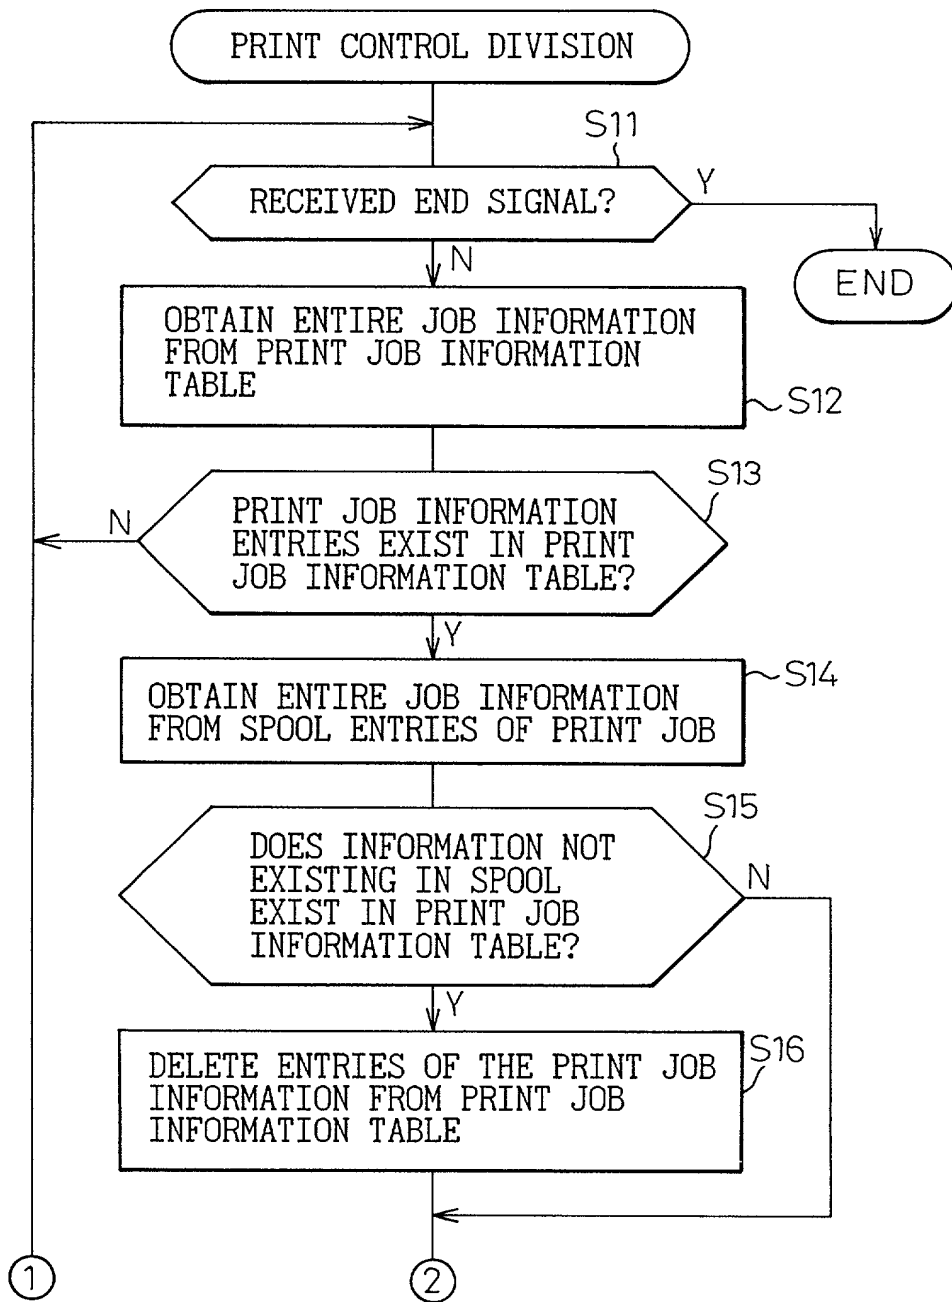 PRINT CONTROL DIVISION
S11
RECEIVED END SIGNAL?
Y
N
END
OBTAIN ENTIRE JOB INFORMATION
FROM PRINT JOB INFORMATION
TABLE
S12
S13
PRINT JOB INFORMATION
ENTRIES EXIST IN PRINT
JOB INFORMATION TABLE?
N
Y
S14
OBTAIN ENTIRE JOB INFORMATION
FROM SPOOL ENTRIES OF PRINT JOB
S15
DOES INFORMATION NOT
EXISTING IN SPOOL
EXIST IN PRINT JOB
INFORMATION TABLE?
N
Y
S16
DELETE ENTRIES OF THE PRINT JOB
INFORMATION FROM PRINT JOB
INFORMATION TABLE
1
2